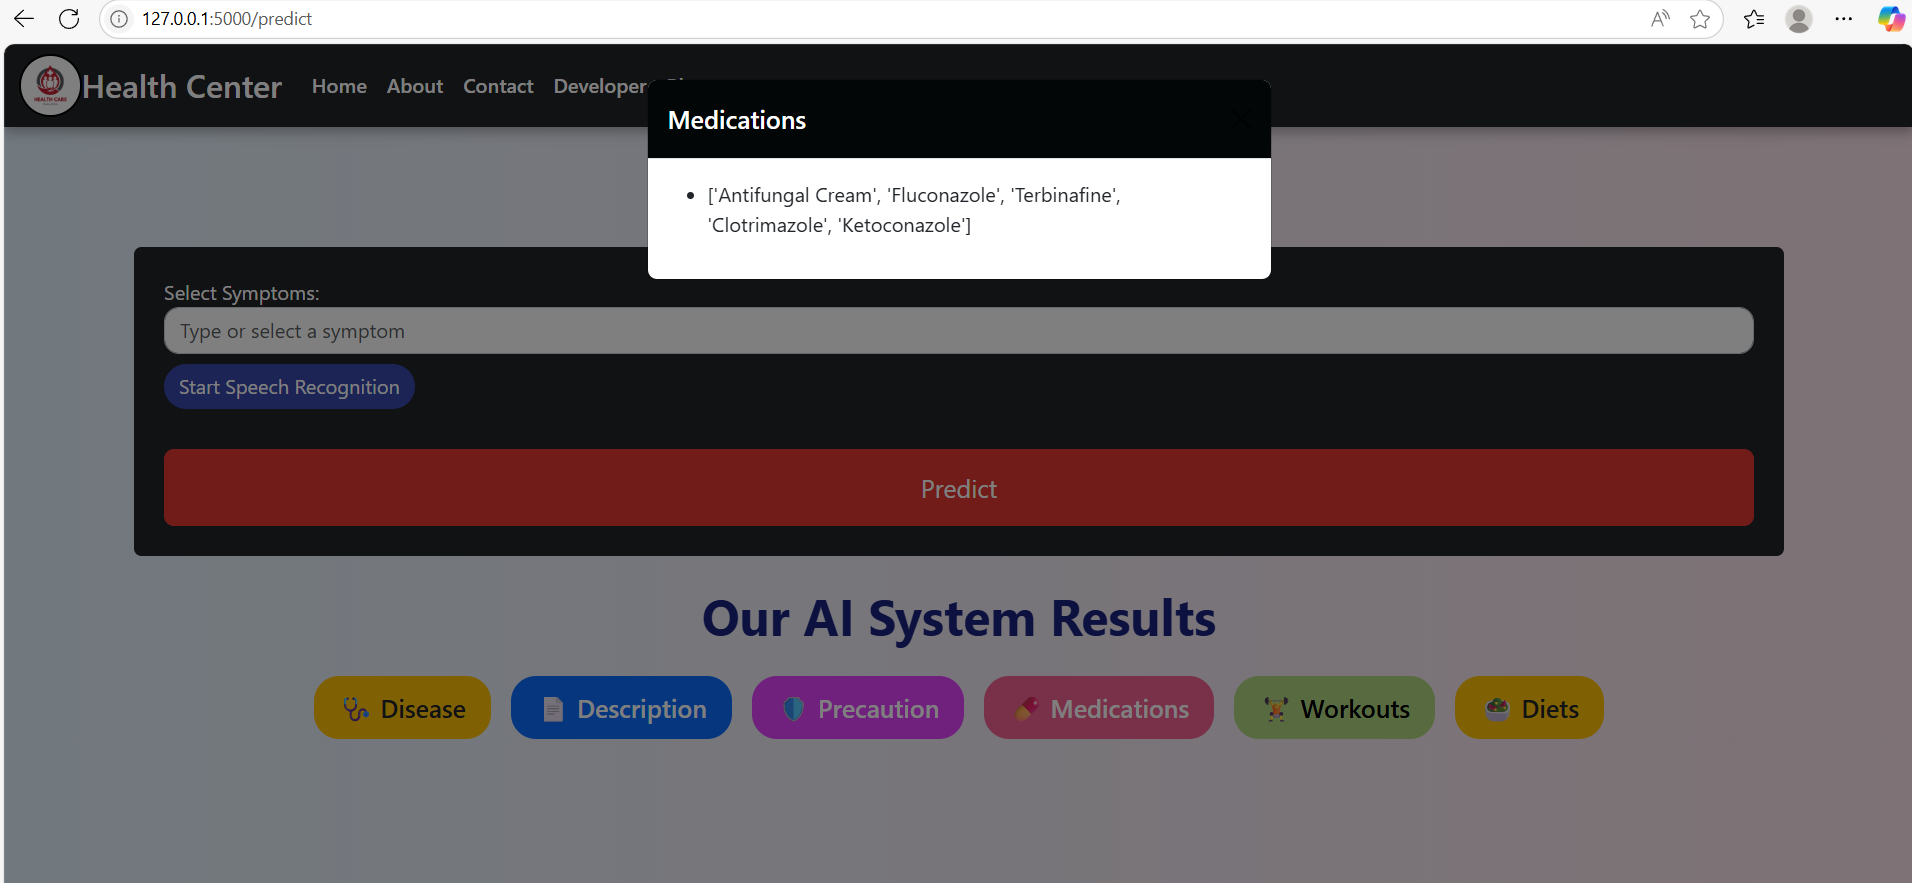 127.0.0.1:5000/predict
HEALTH CARE
Health Center Home About Contact Developer
Medications
['Antifungal Cream', 'Fluconazole', 'Terbinafine',
'Clotrimazole', 'Ketoconazole']
Select Symptoms:
Type or select a symptom
Start Speech Recognition
Predict
Our AI System Results
Disease Description Precaution Medications Workouts Diets